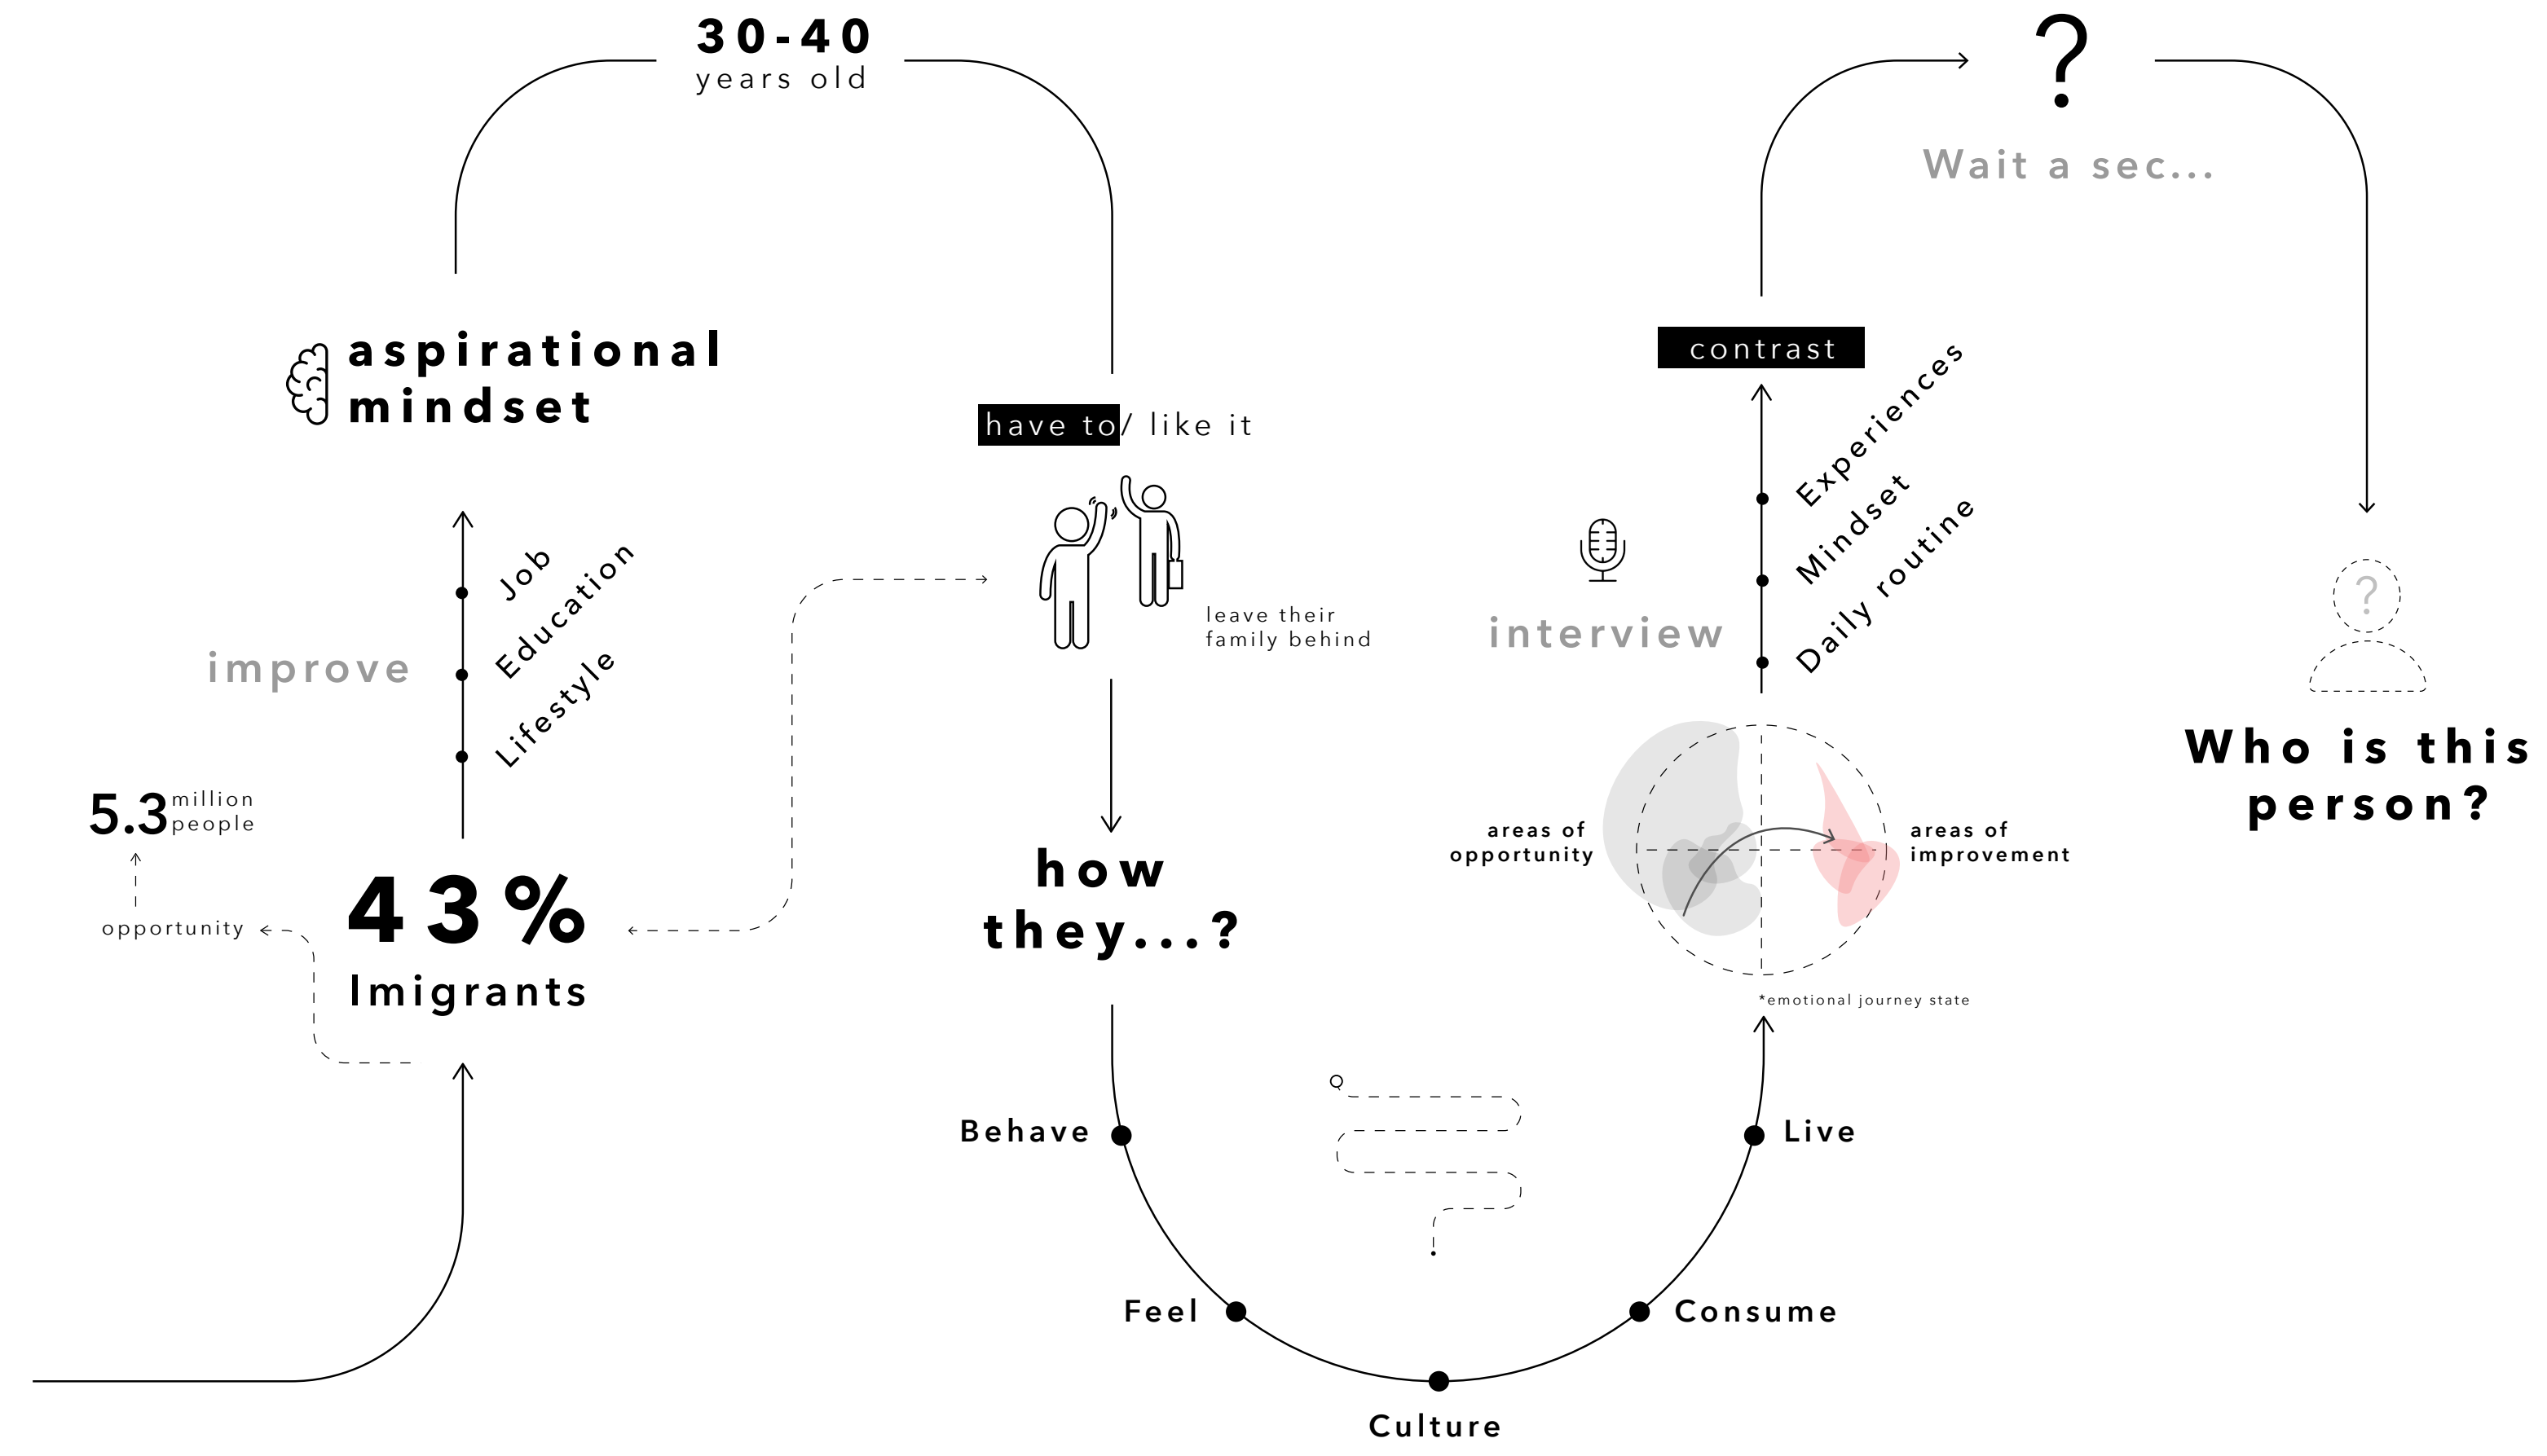 30-40
years old
aspirational
mindset
Job
Education
Lifestyle
improve
5.3 million
people
opportunity
43%
Imigrants
have to/ like it
leave their
family behind
how
they...?
Behave
Feel
Culture
Consume
Live
*emotional journey state
areas of
opportunity
areas of
improvement
interview
Experiences
Mindset
Daily routine
contrast
?
Wait a sec...
?
Who is this
person?